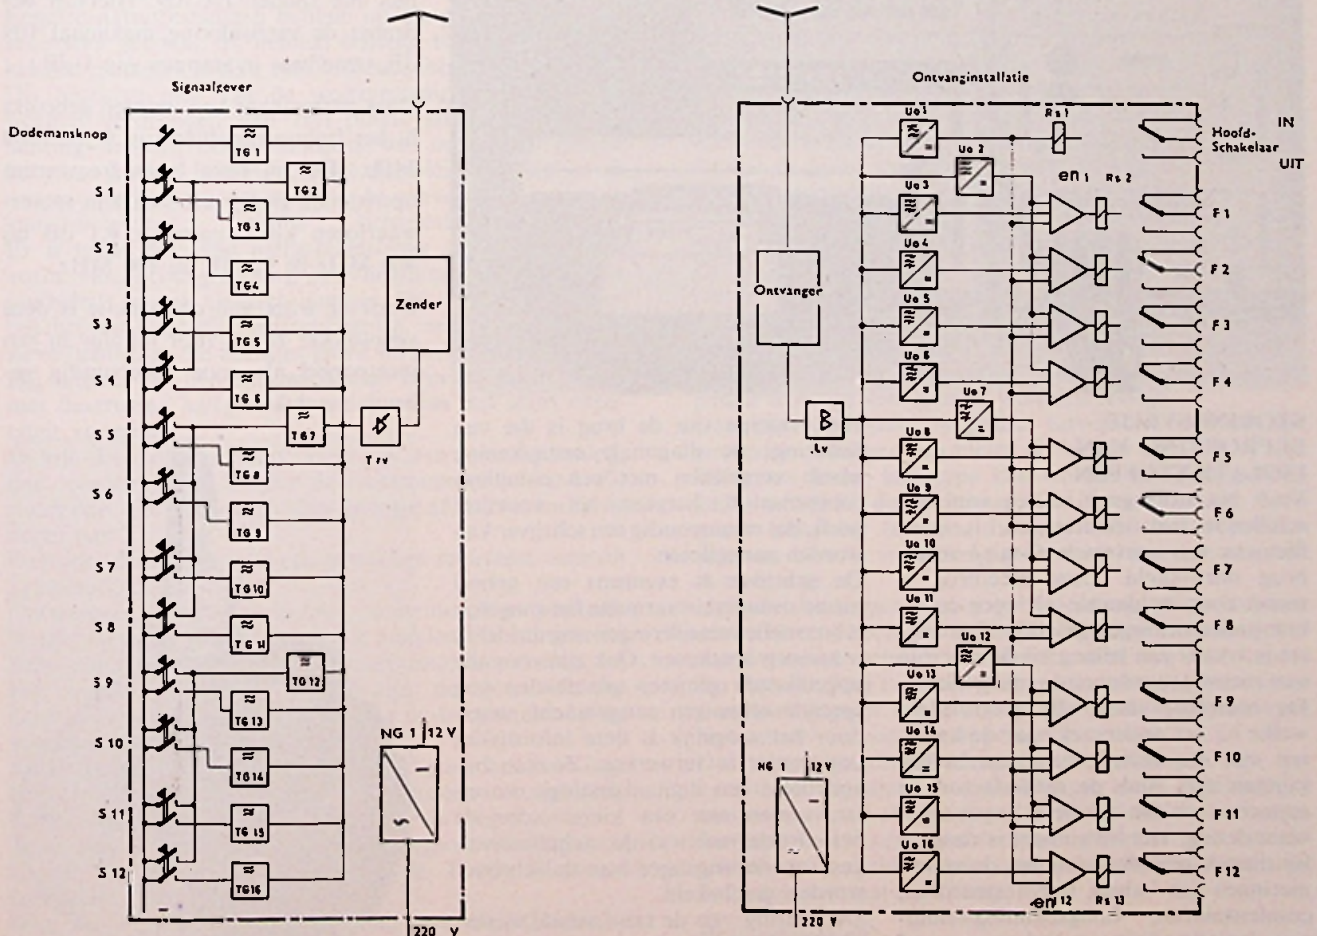 Signaalgever
Ontvanginstallatie
Dodemansknop
TG 1
S 1
TG 2
TG 3
S 2
TG 4
S 3
TG 5
S 4
TG 6
S 5
TG 7
TG 8
Zender
S 6
TG 9
S 7
TG 10
S 8
TG 11
S 9
TG 12
TG 13
S 10
TG 14
S 11
TG 15
S 12
TG 16
NG 1
12 V
220 V
Uo 1
Rs 1
IN
Hoofd-
Schakelaar
UIT
Uo 2
en 1
Rs 2
Uo 3
F 1
Uo 4
F 2
Ontvanger
Uo 5
F 3
Uo 6
F 4
Uo 7
Lv
Uo 8
F 5
Uo 9
F 6
Uo 10
F 7
Uo 11
F 8
Uo 12
Uo 13
F 9
Uo 14
F 10
NG 1
12 V
Uo 15
F 11
Uo 16
F 12
en 12
Rs 13
220 V